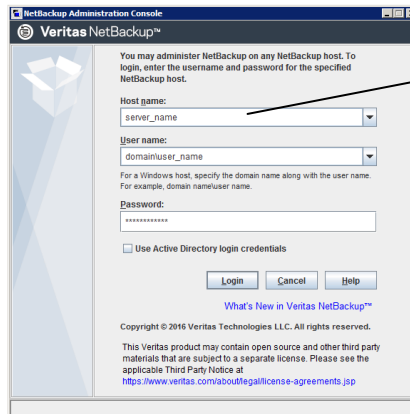 NetBackup Administration Console
Veritas NetBackup™
You may administer NetBackup on any NetBackup host. To
login, enter the username and password for the specified
NetBackup host.
Host name:
server_name
User name:
domain\user_name
For a Windows host, specify the domain name along with the user name.
For example, domain name\user name.
Password:
************
Use Active Directory login credentials
Login Cancel Help
What's New in Veritas NetBackup™
Copyright © 2016 Veritas Technologies LLC. All rights reserved.
This Veritas product may contain open source and other third party
materials that are subject to a separate license. Please see the
applicable Third Party Notice at
https://www.veritas.com/about/legal/license-agreements.jsp